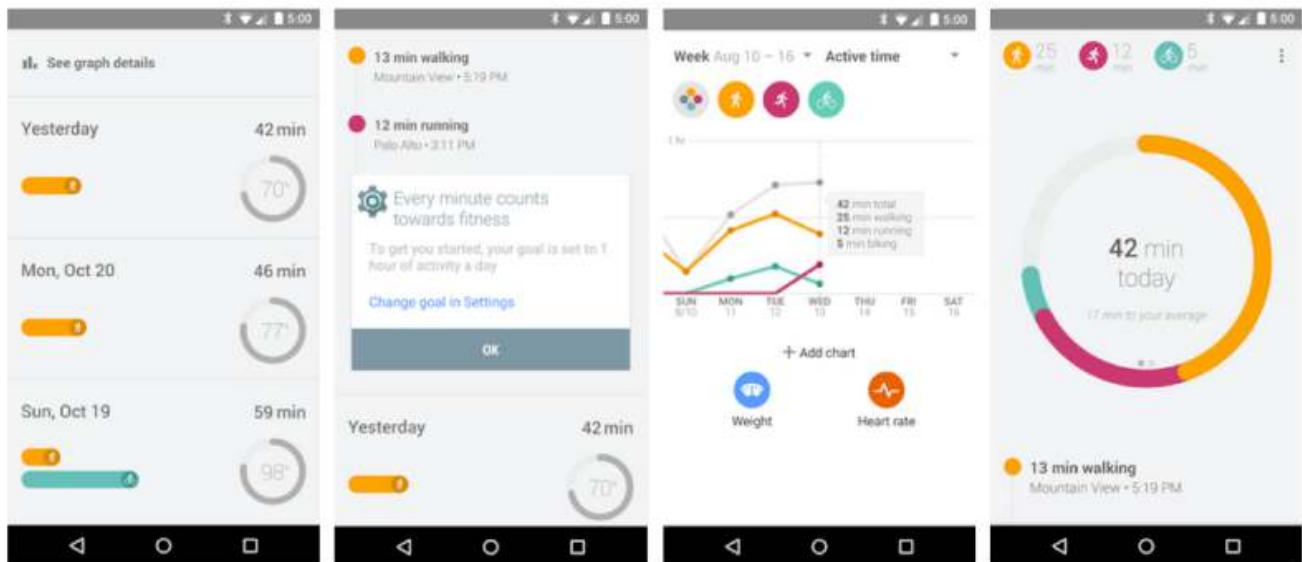 5:00
See graph details
Yesterday 42 min
70%
Mon, Oct 20 46 min
77%
Sun, Oct 19 59 min
98%
5:00
13 min walking
Mountain View • 5:19 PM
12 min running
Palo Alto • 3:11 PM
Every minute counts
towards fitness
To get you started, your goal is set to 1
hour of activity a day
Change goal in Settings
OK
Yesterday 42 min
70%
5:00
Week Aug 10 – 16 Active time
1 hr
42 min total
25 min walking
12 min running
5 min biking
SUN MON TUE WED THU FRI SAT
8/10 11 12 13 14 15 16
+ Add chart
Weight Heart rate
5:00
25 12 5
min min min
42 min
today
17 min to your average
13 min walking
Mountain View • 5:19 PM